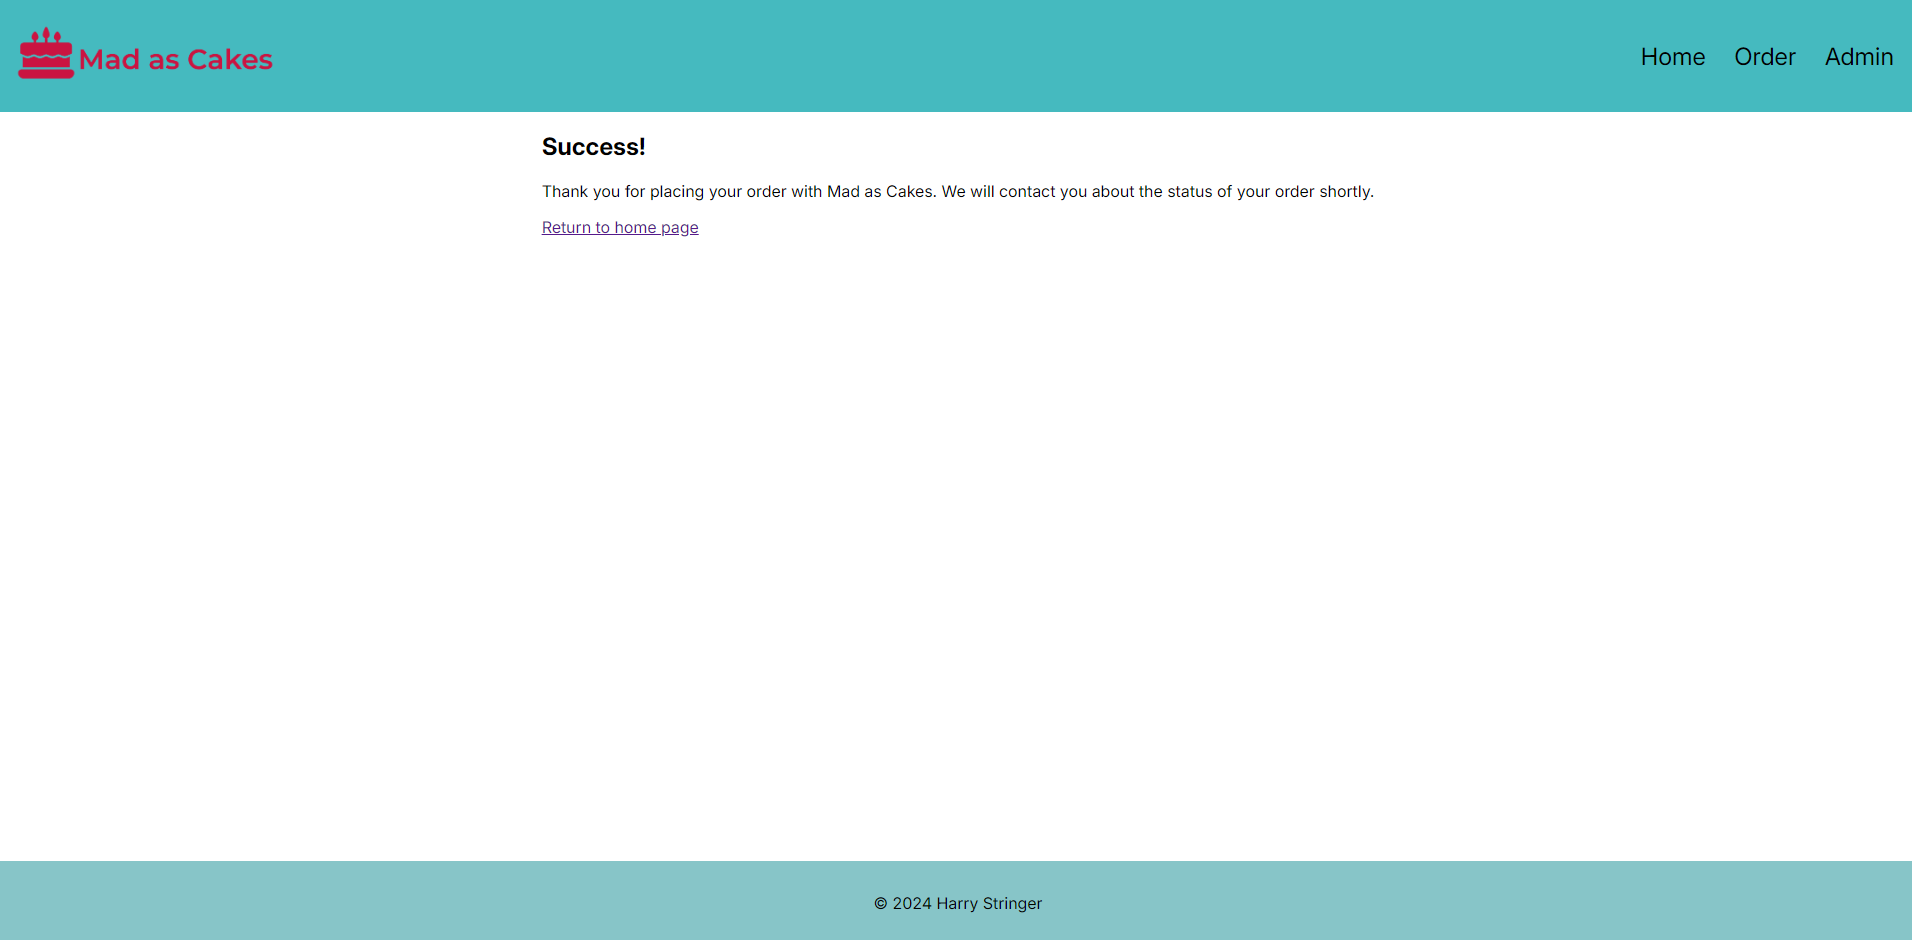 Mad as Cakes
Home Order Admin
Success!
Thank you for placing your order with Mad as Cakes. We will contact you about the status of your order shortly.
Return to home page
© 2024 Harry Stringer